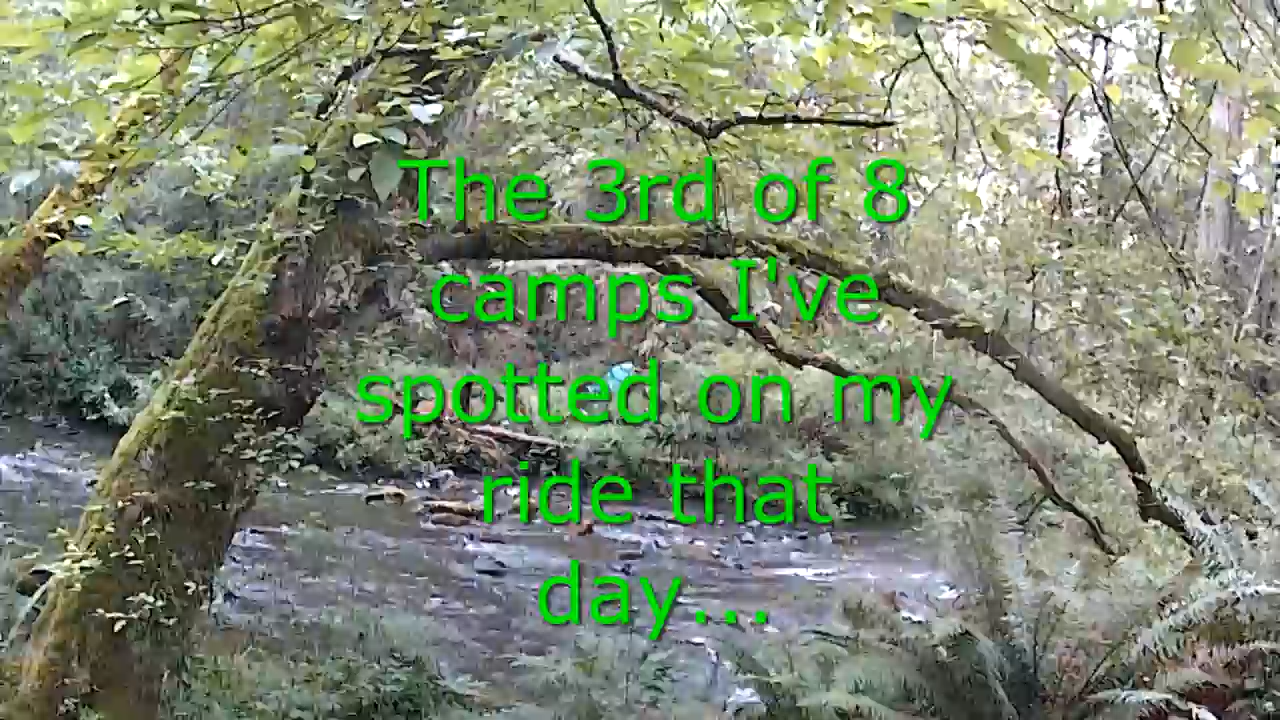 The 3rd of 8
camps I've
spotted on my
ride that
day...